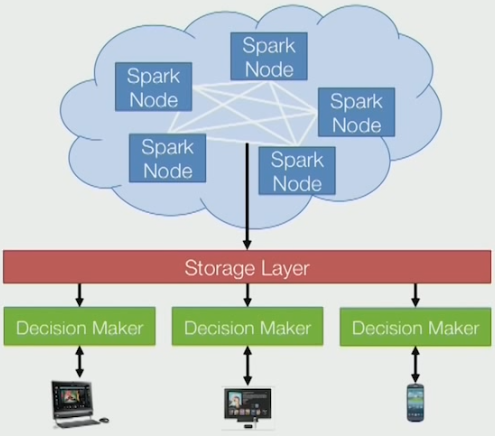 Spark
Node
Spark
Node
Spark
Node
Spark
Node
Spark
Node
Storage Layer
Decision Maker
Decision Maker
Decision Maker